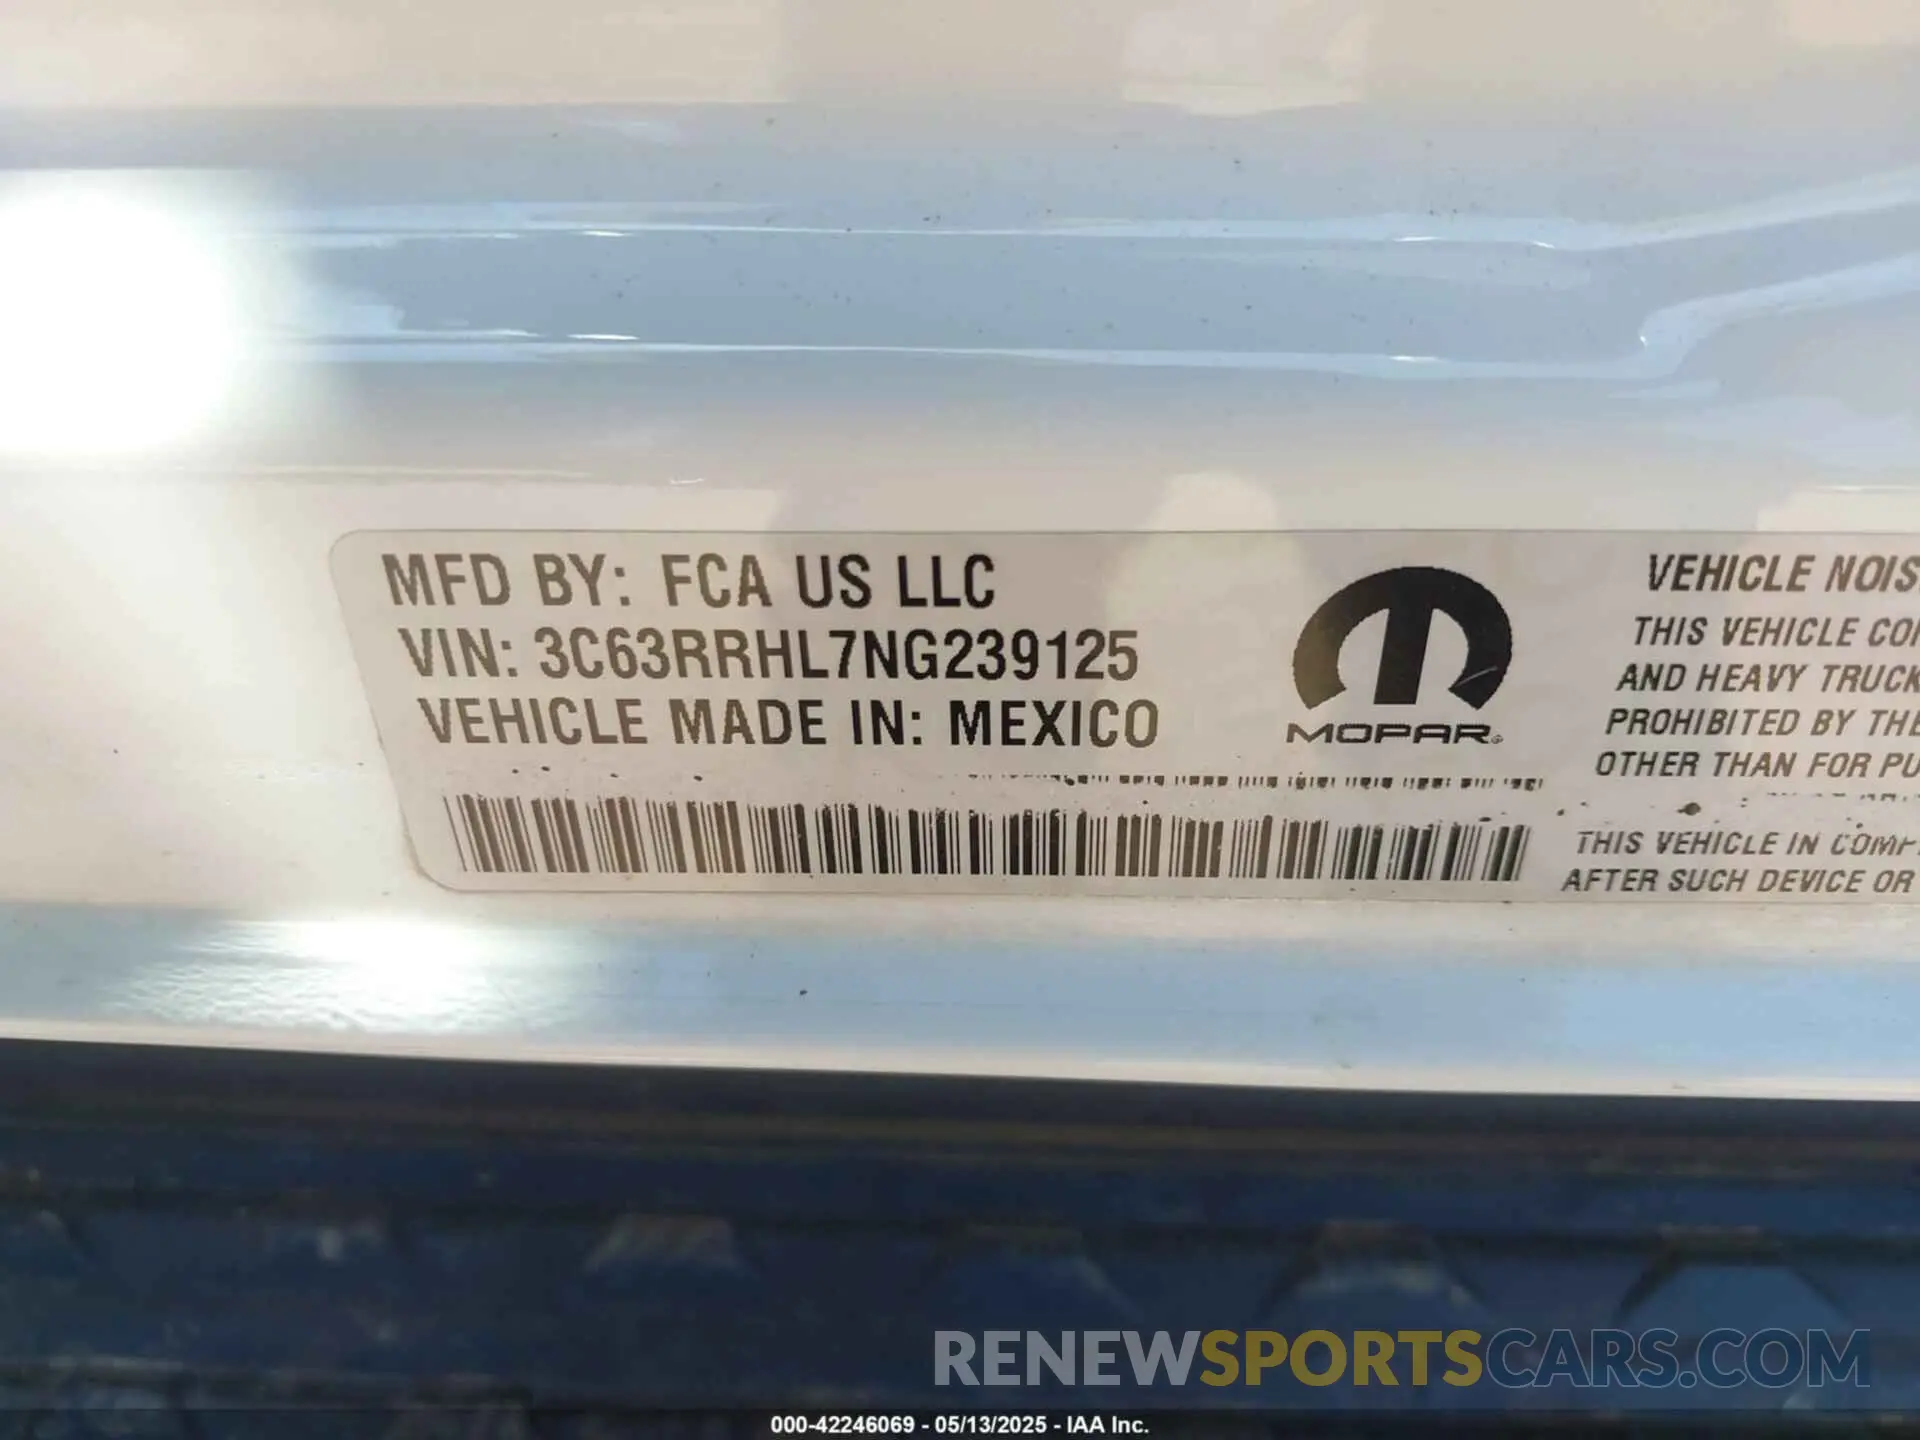 MFD BY: FCA US LLC
VIN: 3C63RRHL7NG239125
VEHICLE MADE IN: MEXICO
MOPAR®
VEHICLE NOIS
THIS VEHICLE CO
AND HEAVY TRUCK
PROHIBITED BY THE
OTHER THAN FOR PU
THIS VEHICLE IN COMP
AFTER SUCH DEVICE OR
RENEWSPORTSCARS.COM
000-42246069 - 05/13/2025 - IAA Inc.